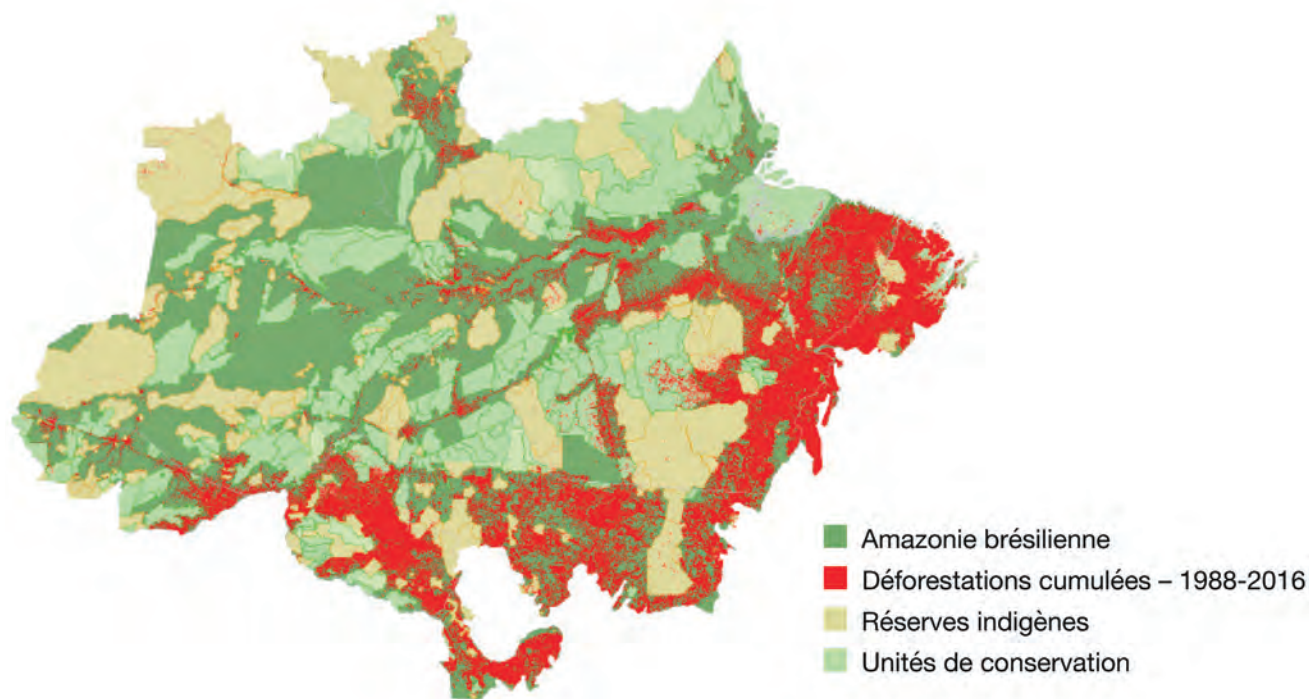 Amazonie brésilienne
Déforestations cumulées – 1988-2016
Réserves indigènes
Unités de conservation